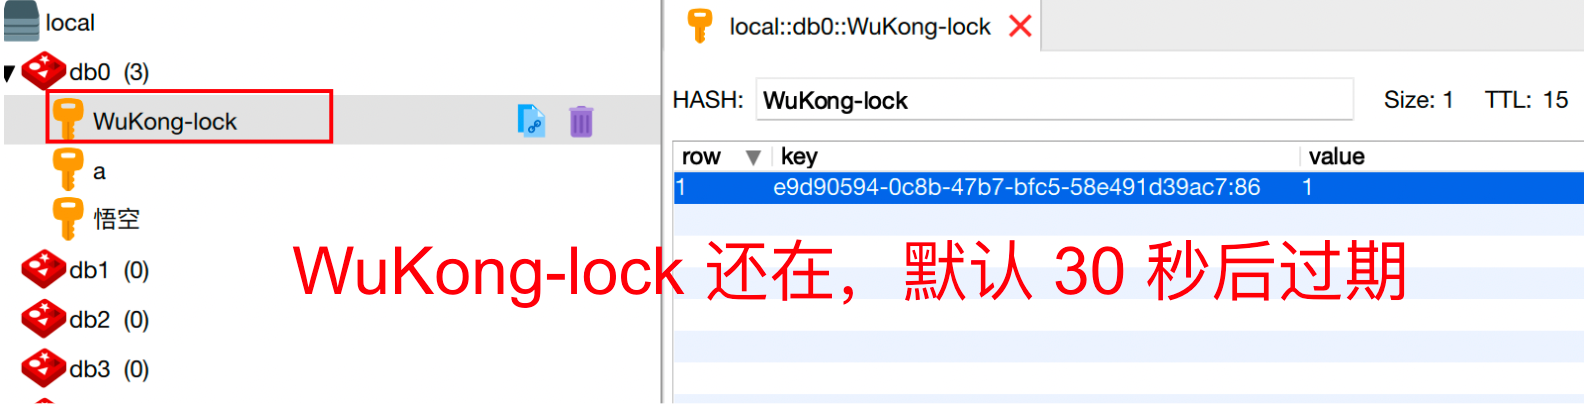 local
db0 (3)
WuKong-lock
a
悟空
db1 (0)
db2 (0)
db3 (0)
local::db0::WuKong-lock
HASH: WuKong-lock Size: 1 TTL: 15
row key value
1 e9d90594-0c8b-47b7-bfc5-58e491d39ac7:86 1
WuKong-lock 还在，默认 30 秒后过期